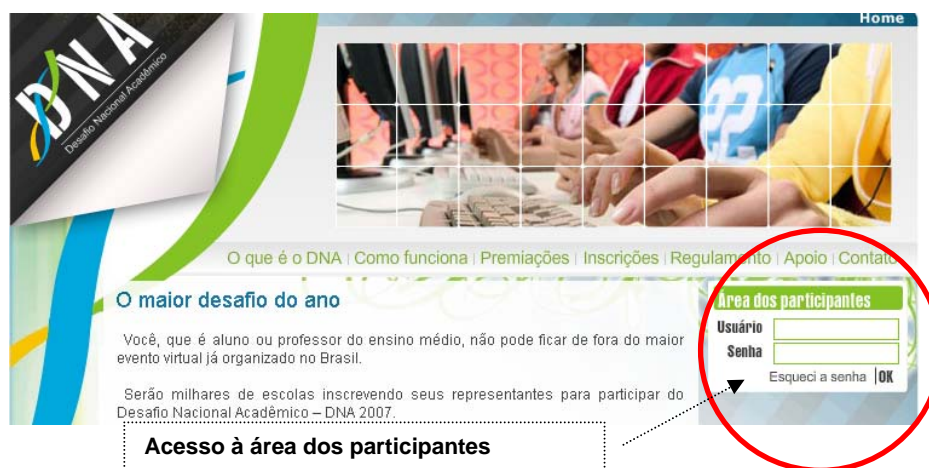 Home
DNA
Desafio Nacional Acadêmico
O que é o DNA | Como funciona | Premiações | Inscrições | Regulamento | Apoio | Contato
O maior desafio do ano
Você, que é aluno ou professor do ensino médio, não pode ficar de fora do maior
evento virtual já organizado no Brasil.
Serão milhares de escolas inscrevendo seus representantes para participar do
Desafio Nacional Acadêmico – DNA 2007.
Área dos participantes
Usuário
Senha
Esqueci a senha | OK
Acesso à área dos participantes